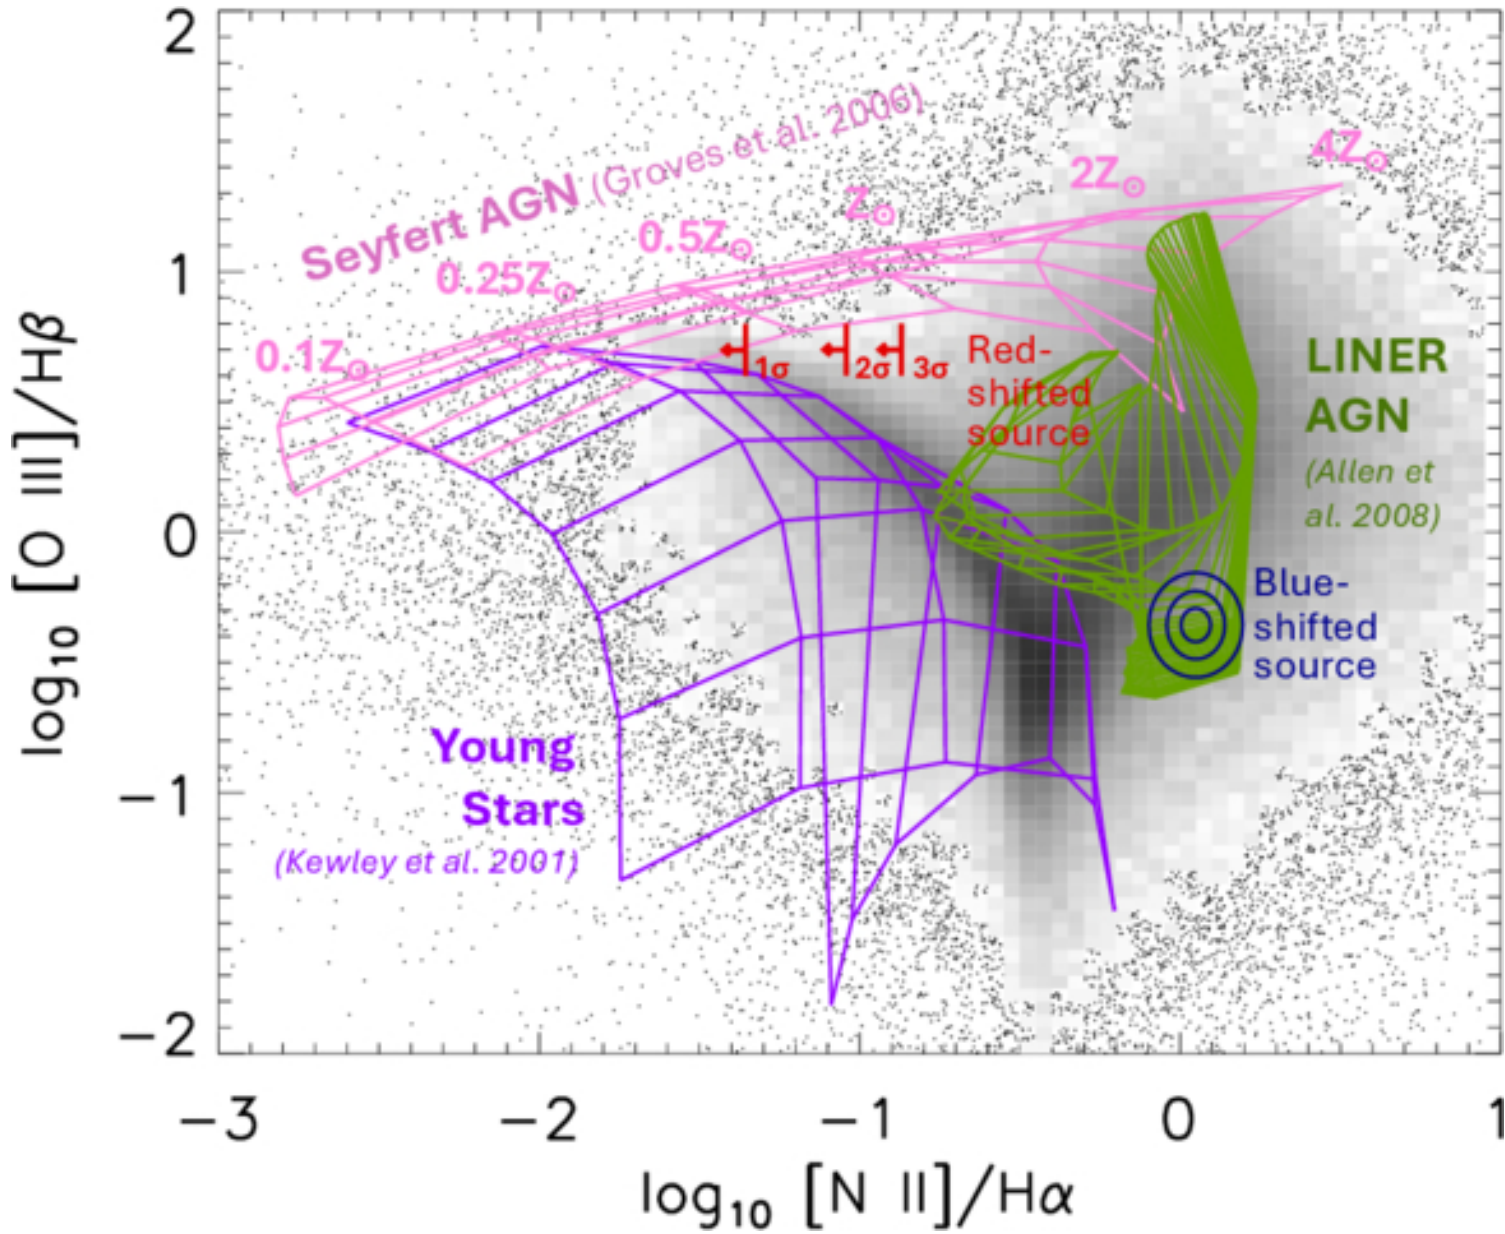 2
1
0
−1
−2
log₁₀ [O III]/Hβ
Seyfert AGN (Groves et al. 2006)
0.1Z⊙
0.25Z⊙
0.5Z⊙
Z⊙
2Z⊙
4Z⊙
1σ
2σ
3σ
Red-
shifted
source
LINER
AGN
(Allen et
al. 2008)
Blue-
shifted
source
Young
Stars
(Kewley et al. 2001)
−3
−2
−1
0
1
log₁₀ [N II]/Hα